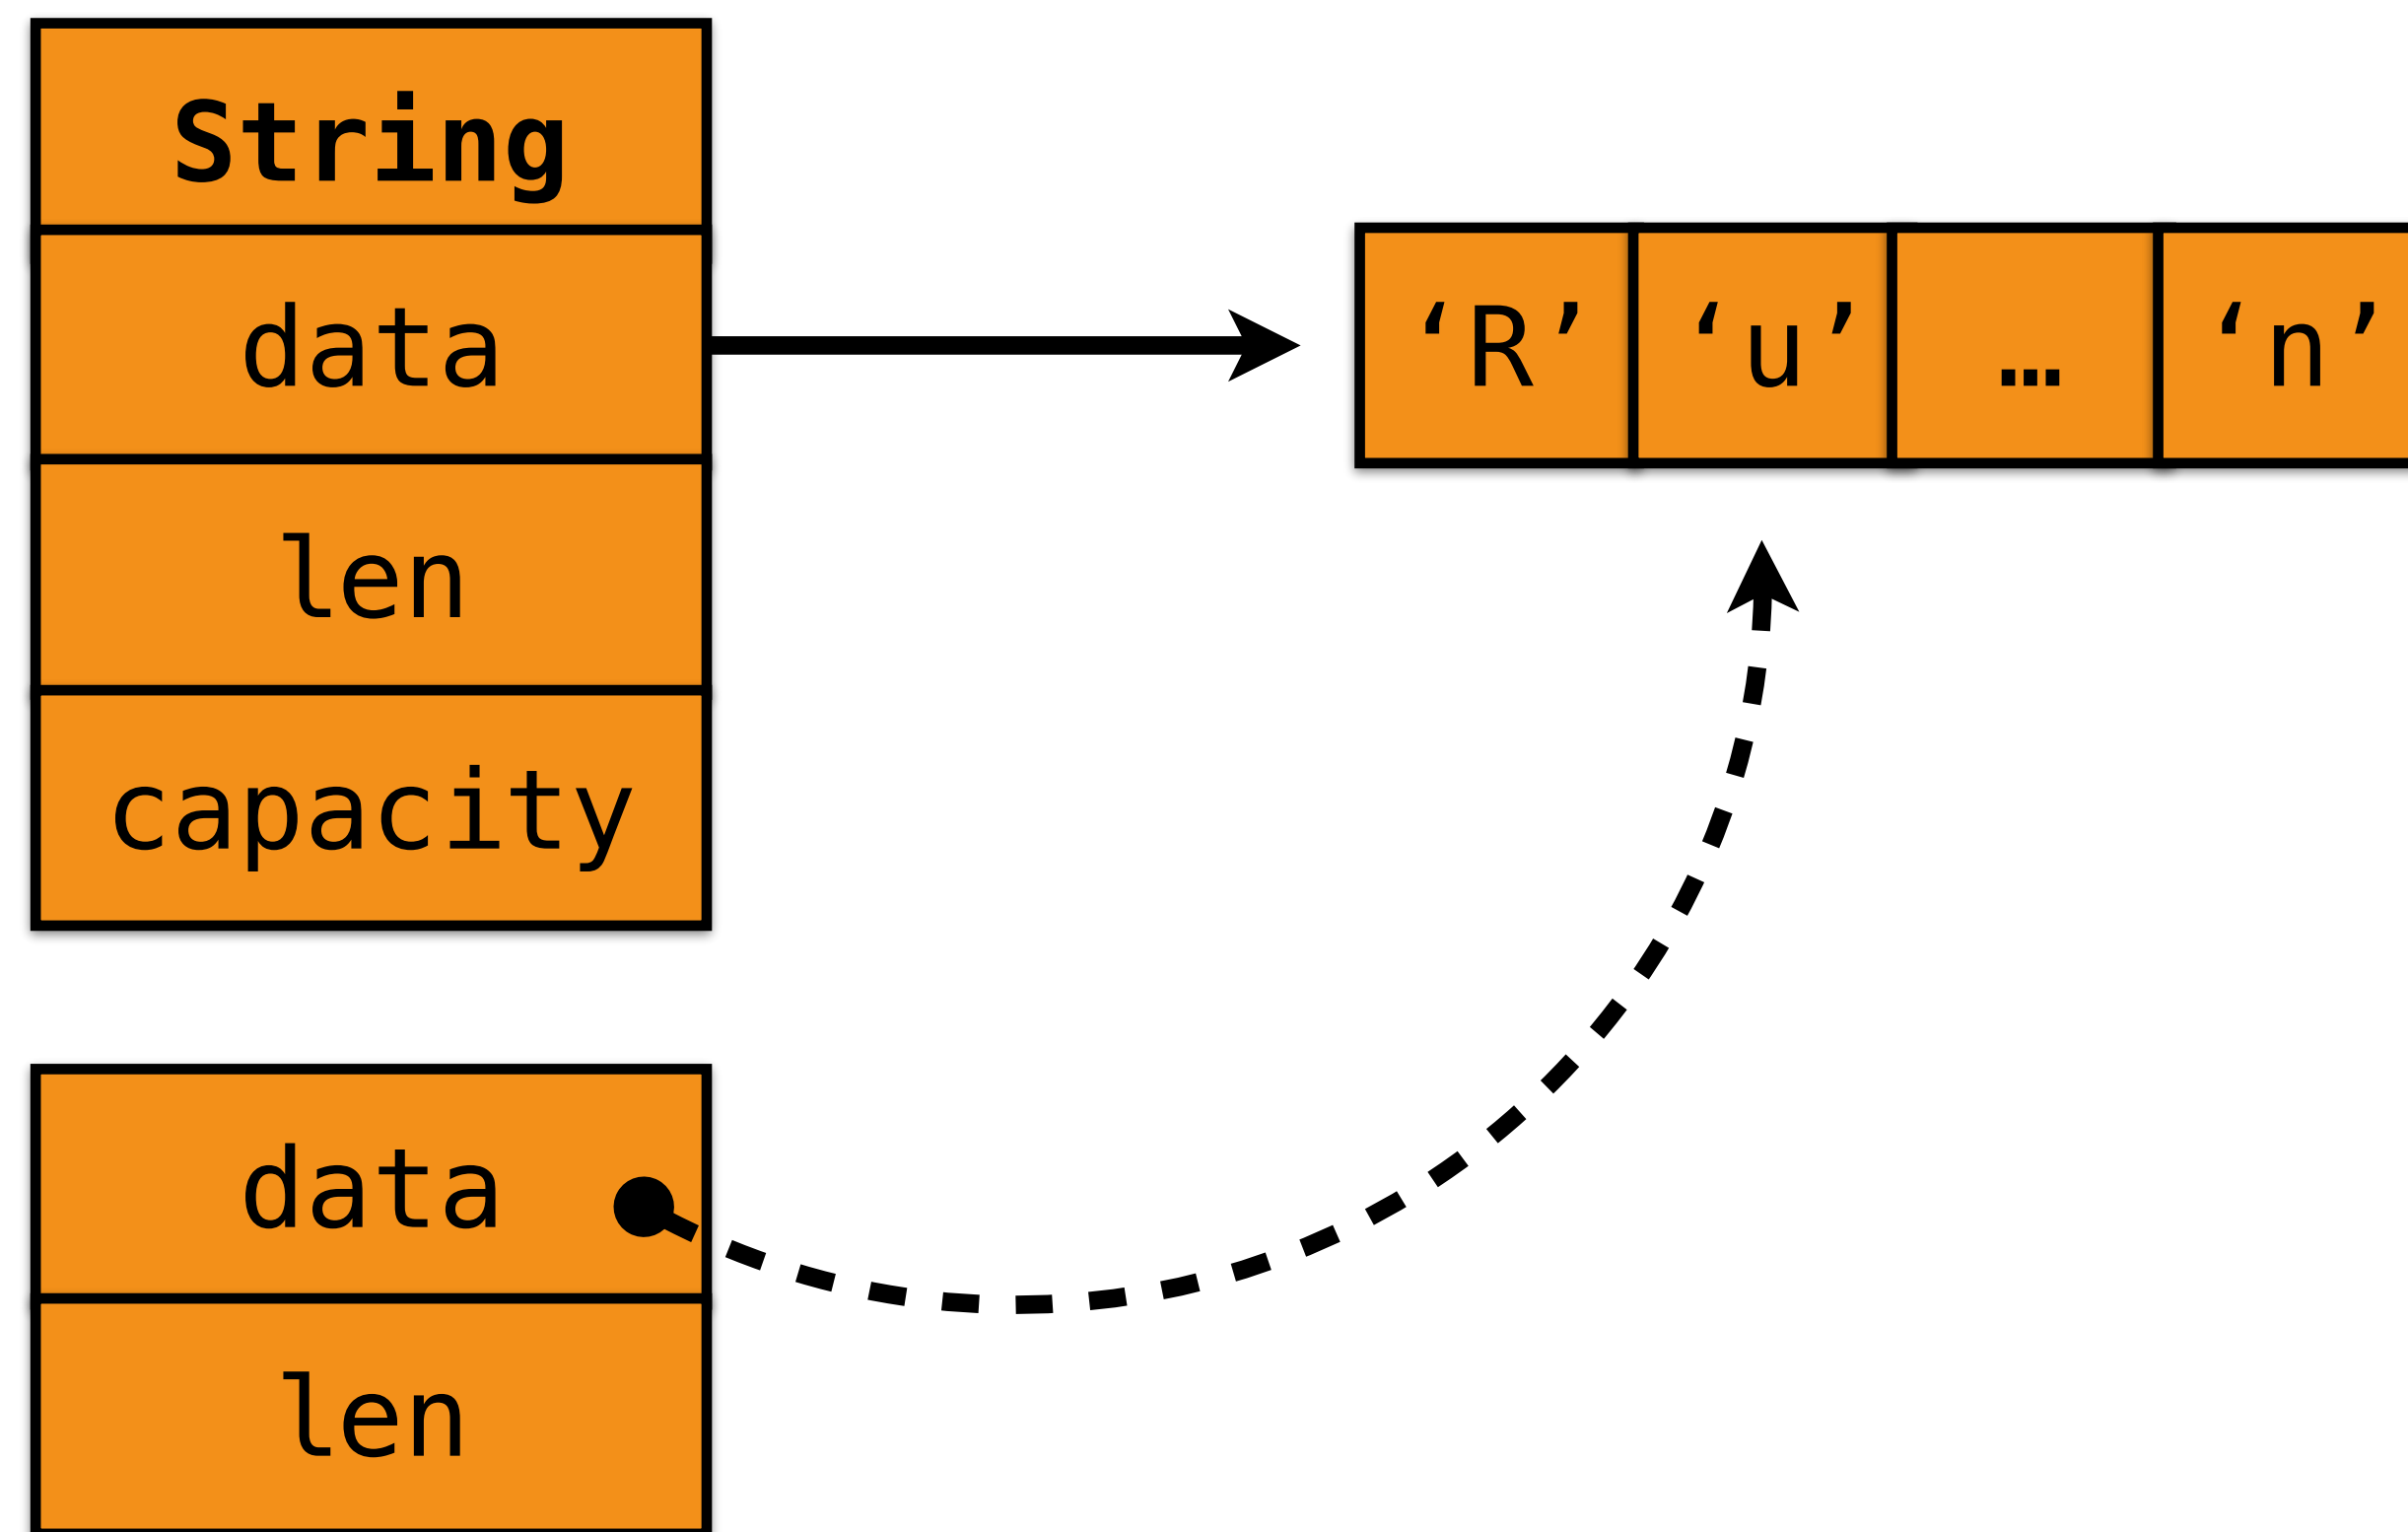 String
data
‘R’ ‘u’ … ‘n’
len
capacity
data
len